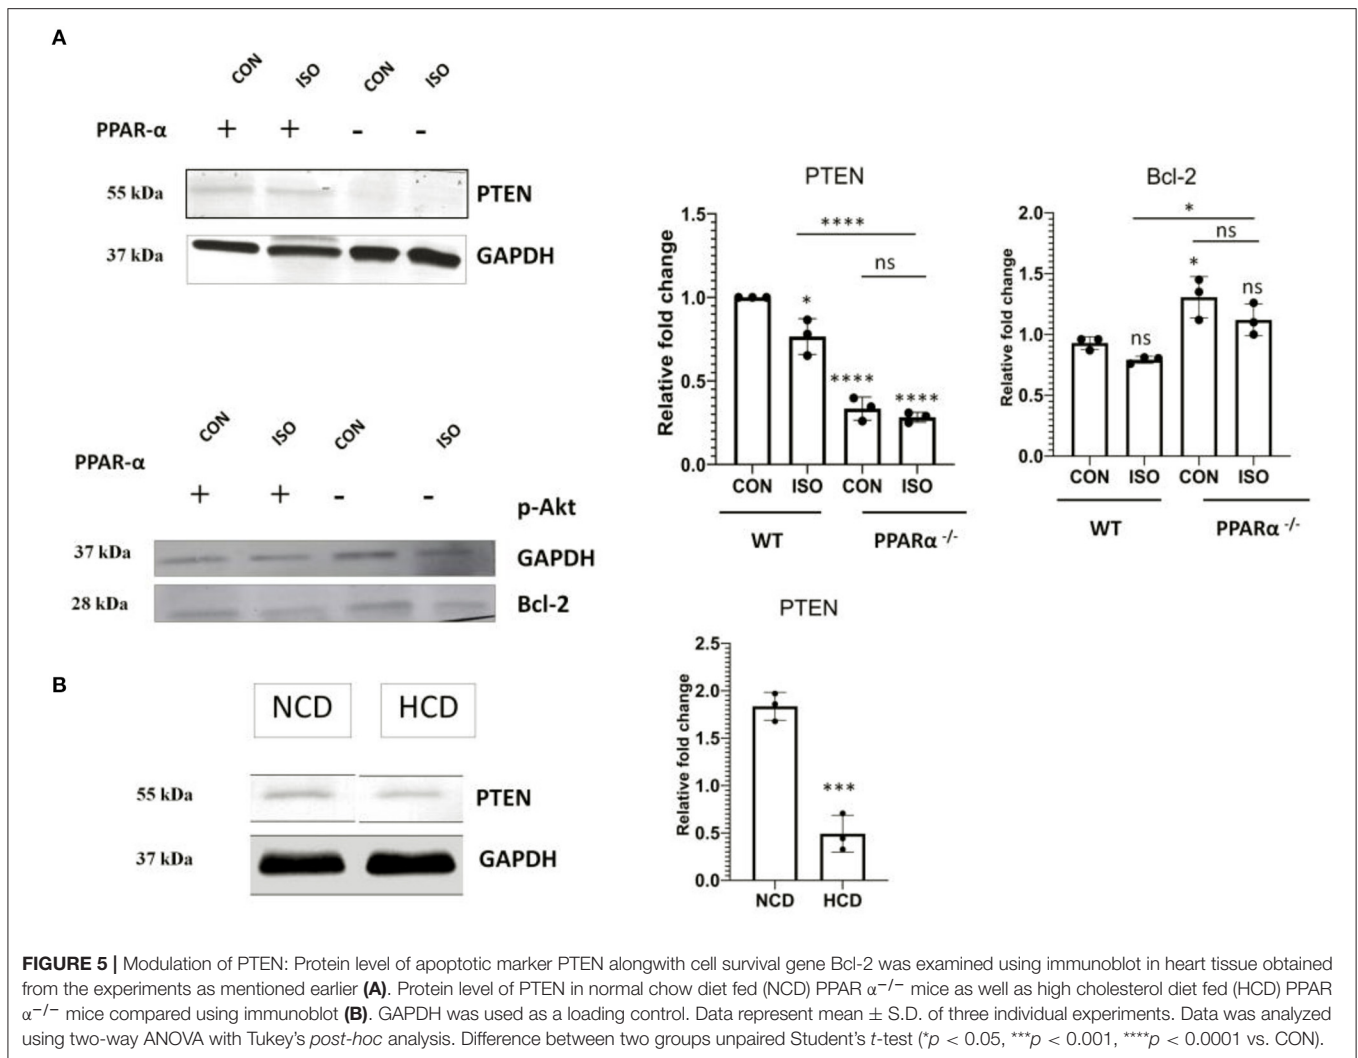 A
CON ISO CON ISO
PPAR-α + + - -
55 kDa PTEN
37 kDa GAPDH
CON ISO CON ISO
PPAR-α + + - -
p-Akt
37 kDa GAPDH
28 kDa Bcl-2
PTEN
Relative fold change
1.5
1.0
0.5
0.0
****
ns
*
****
****
CON ISO CON ISO
WT PPARα -/-
Bcl-2
Relative fold change
2.0
1.5
1.0
0.5
0.0
*
ns
*
ns
ns
CON ISO CON ISO
WT PPARα -/-
B
NCD HCD
55 kDa PTEN
37 kDa GAPDH
PTEN
Relative fold change
2.5
2.0
1.5
1.0
0.5
0.0
***
NCD HCD
FIGURE 5 | Modulation of PTEN: Protein level of apoptotic marker PTEN alongwith cell survival gene Bcl-2 was examined using immunoblot in heart tissue obtained
from the experiments as mentioned earlier (A). Protein level of PTEN in normal chow diet fed (NCD) PPAR α−/− mice as well as high cholesterol diet fed (HCD) PPAR
α−/− mice compared using immunoblot (B). GAPDH was used as a loading control. Data represent mean ± S.D. of three individual experiments. Data was analyzed
using two-way ANOVA with Tukey's post-hoc analysis. Difference between two groups unpaired Student's t-test (*p < 0.05, ***p < 0.001, ****p < 0.0001 vs. CON).